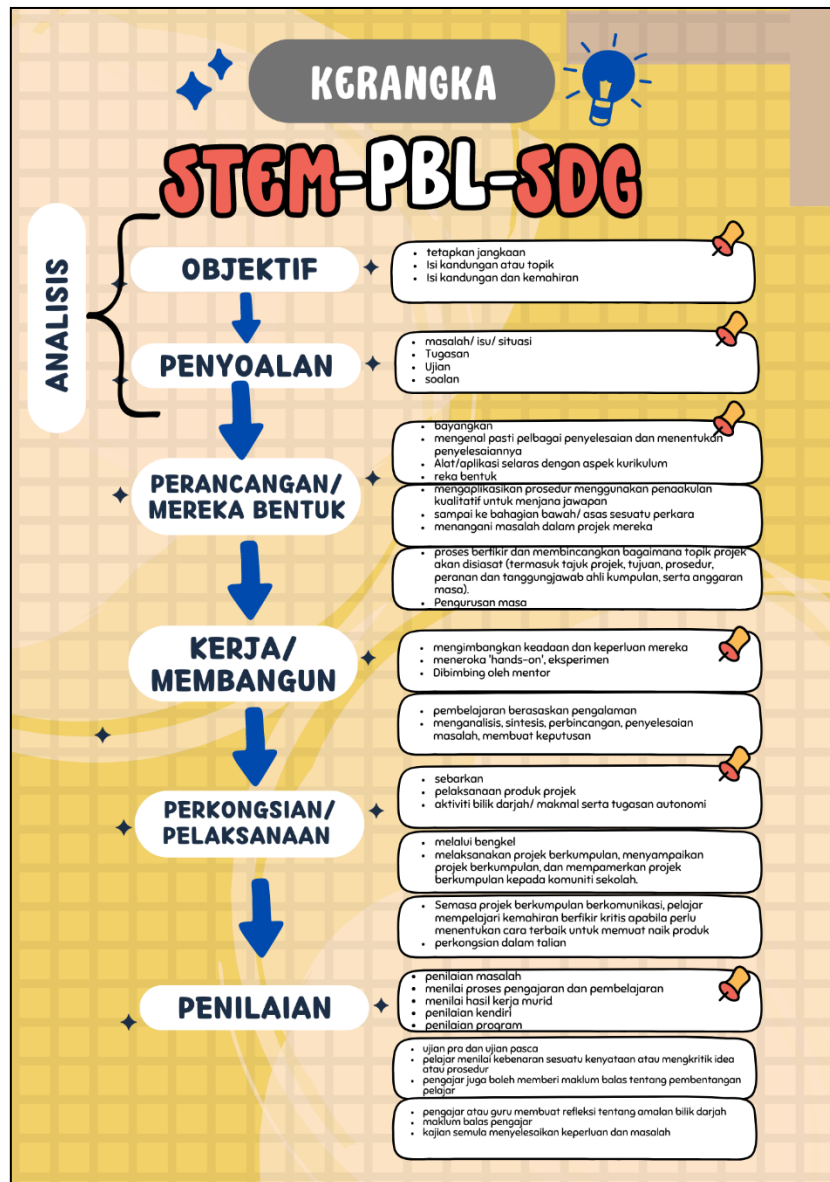 KERANGKA
STEM-PBL-SDG
ANALISIS
OBJEKTIF
• tetapkan jangkaan
• Isi kandungan atau topik
• Isi kandungan dan kemahiran
PENYOALAN
• masalah/ isu/ situasi
• Tugasan
• Ujian
• soalan
PERANCANGAN/
MEREKA BENTUK
• bayangkan
• mengenal pasti pelbagai penyelesaian dan menentukan
penyelesaiannya
• Alat/aplikasi selaras dengan aspek kurikulum
• reka bentuk
• mengaplikasikan prosedur menggunakan penaakulan
kualitatif untuk menjana jawapan
• sampai ke bahagian bawah/ asas sesuatu perkara
• menangani masalah dalam projek mereka
• proses berfikir dan membincangkan bagaimana topik projek
akan disiasat (termasuk tajuk projek, tujuan, prosedur,
peranan dan tanggungjawab ahli kumpulan, serta anggaran
masa).
• Pengurusan masa
KERJA/
MEMBANGUN
• mengimbangkan keadaan dan keperluan mereka
• meneroka 'hands-on', eksperimen
• Dibimbing oleh mentor
• pembelajaran berasaskan pengalaman
• menganalisis, sintesis, perbincangan, penyelesaian
masalah, membuat keputusan
PERKONGSIAN/
PELAKSANAAN
• sebarkan
• pelaksanaan produk projek
• aktiviti bilik darjah/ makmal serta tugasan autonomi
• melalui bengkel
• melaksanakan projek berkumpulan, menyampaikan
projek berkumpulan, dan mempamerkan projek
berkumpulan kepada komuniti sekolah.
• Semasa projek berkumpulan berkomunikasi, pelajar
mempelajari kemahiran berfikir kritis apabila perlu
menentukan cara terbaik untuk memuat naik produk
• perkongsian dalam talian
PENILAIAN
• penilaian masalah
• menilai proses pengajaran dan pembelajaran
• menilai hasil kerja murid
• penilaian kendiri
• penilaian program
• ujian pra dan ujian pasca
• pelajar menilai kebenaran sesuatu kenyataan atau mengkritik idea
atau prosedur
• pengajar juga boleh memberi maklum balas tentang pembentangan
pelajar
• pengajar atau guru membuat refleksi tentang amalan bilik darjah
• maklum balas pengajar
• kajian semula menyelesaikan keperluan dan masalah